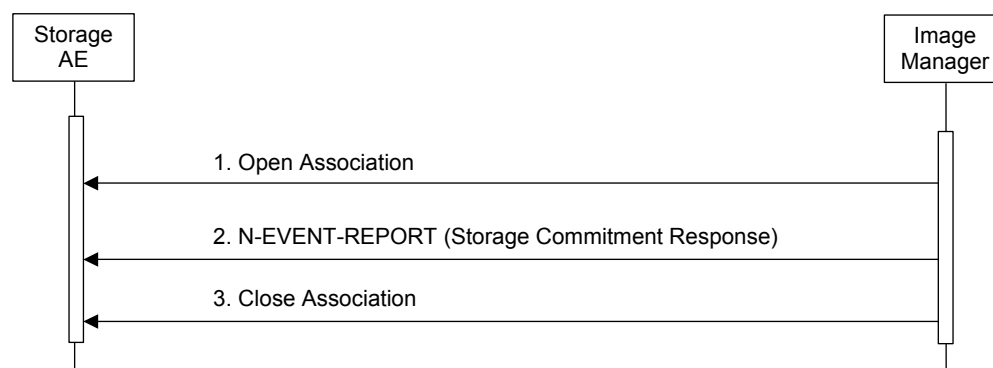 Storage
AE
Image
Manager
1. Open Association
2. N-EVENT-REPORT (Storage Commitment Response)
3. Close Association